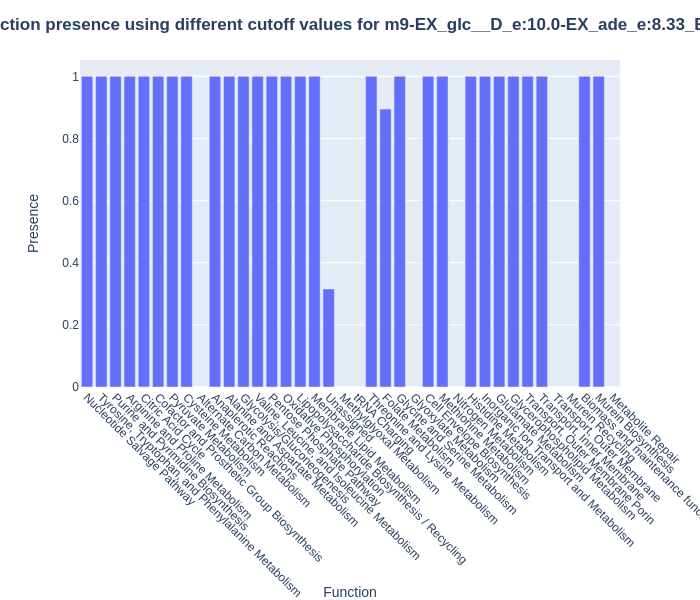 ction presence using different cutoff values for m9-EX_glc__D_e:10.0-EX_ade_e:8.33_E
Presence
1
0.8
0.6
0.4
0.2
0
Nucleotide Salvage Pathway
Tyrosine, Tryptophan, and Phenylalanine Metabolism
Purine and Pyrimidine Biosynthesis
Arginine and Proline Metabolism
Citric Acid Cycle
Cofactor and Prosthetic Group Biosynthesis
Pyruvate Metabolism
Cysteine Metabolism
Alternate Carbon Metabolism
Anaplerotic Reactions
Alanine and Aspartate Metabolism
Glycolysis/Gluconeogenesis
Valine, Leucine, and Isoleucine Metabolism
Pentose Phosphate Pathway
Oxidative Phosphorylation
Lipopolysaccharide Biosynthesis / Recycling
Membrane Lipid Metabolism
Unassigned
Methylglyoxal Metabolism
tRNA Charging
Threonine and Lysine Metabolism
Folate Metabolism
Glycine and Serine Metabolism
Glyoxylate Metabolism
Cell Envelope Biosynthesis
Methionine Metabolism
Nitrogen Metabolism
Histidine Metabolism
Inorganic Ion Transport and Metabolism
Glutamate Metabolism
Glycerophospholipid Metabolism
Transport, Outer Membrane Porin
Transport, Inner Membrane
Transport, Outer Membrane
Murein Recycling
Biomass and maintenance func
Murein Biosynthesis
Metabolite Repair
Function